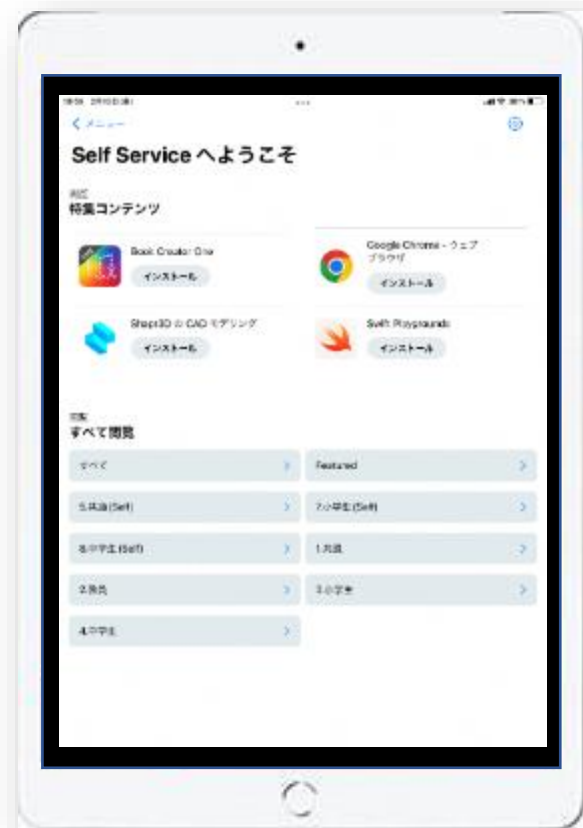 メニュー
Self Service へようこそ
特集コンテンツ
Book Creator One
インストール
Google Chrome - ウェブ
ブラウザ
インストール
Shapr3D の CAD モデリング
インストール
Swift Playgrounds
インストール
閲覧
すべて閲覧
すべて
Featured
5.共通(Self)
7.小学生(Self)
8.中学生(Self)
1.共通
2.教員
3.小学生
4.中学生